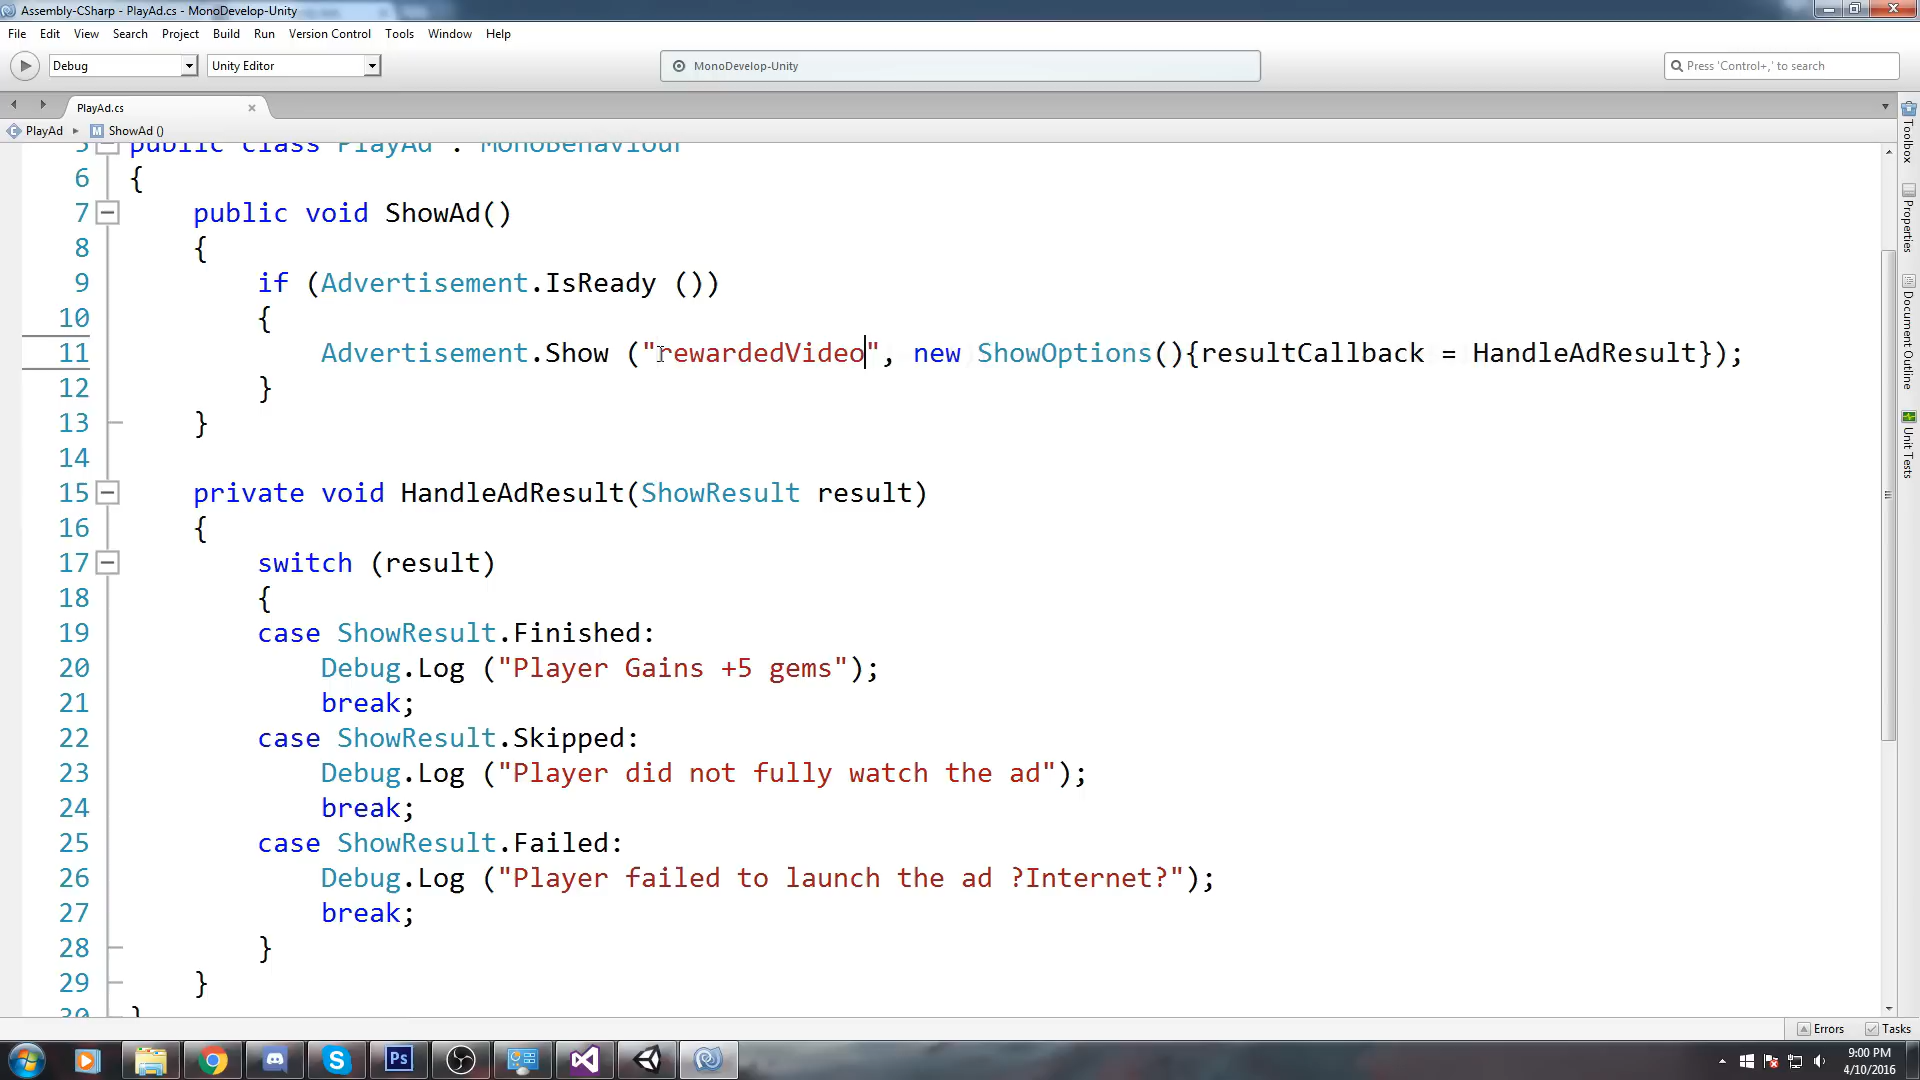 Assembly-CSharp - PlayAd.cs - MonoDevelop-Unity
File Edit View Search Project Build Run Version Control Tools Window Help
Debug Unity Editor MonoDevelop-Unity Press 'Control+,' to search
PlayAd.cs
PlayAd ShowAd ()
5 public class PlayAd : MonoBehaviour
6 {
7 public void ShowAd()
8 {
9 if (Advertisement.IsReady ())
10 {
11 Advertisement.Show ("rewardedVideo", new ShowOptions(){resultCallback = HandleAdResult});
12 }
13 }
14
15 private void HandleAdResult(ShowResult result)
16 {
17 switch (result)
18 {
19 case ShowResult.Finished:
20 Debug.Log ("Player Gains +5 gems");
21 break;
22 case ShowResult.Skipped:
23 Debug.Log ("Player did not fully watch the ad");
24 break;
25 case ShowResult.Failed:
26 Debug.Log ("Player failed to launch the ad ?Internet?");
27 break;
28 }
29 }
30 }
Toolbox
Properties
Document Outline
Unit Tests
Errors Tasks
Ps
9:00 PM
4/10/2016